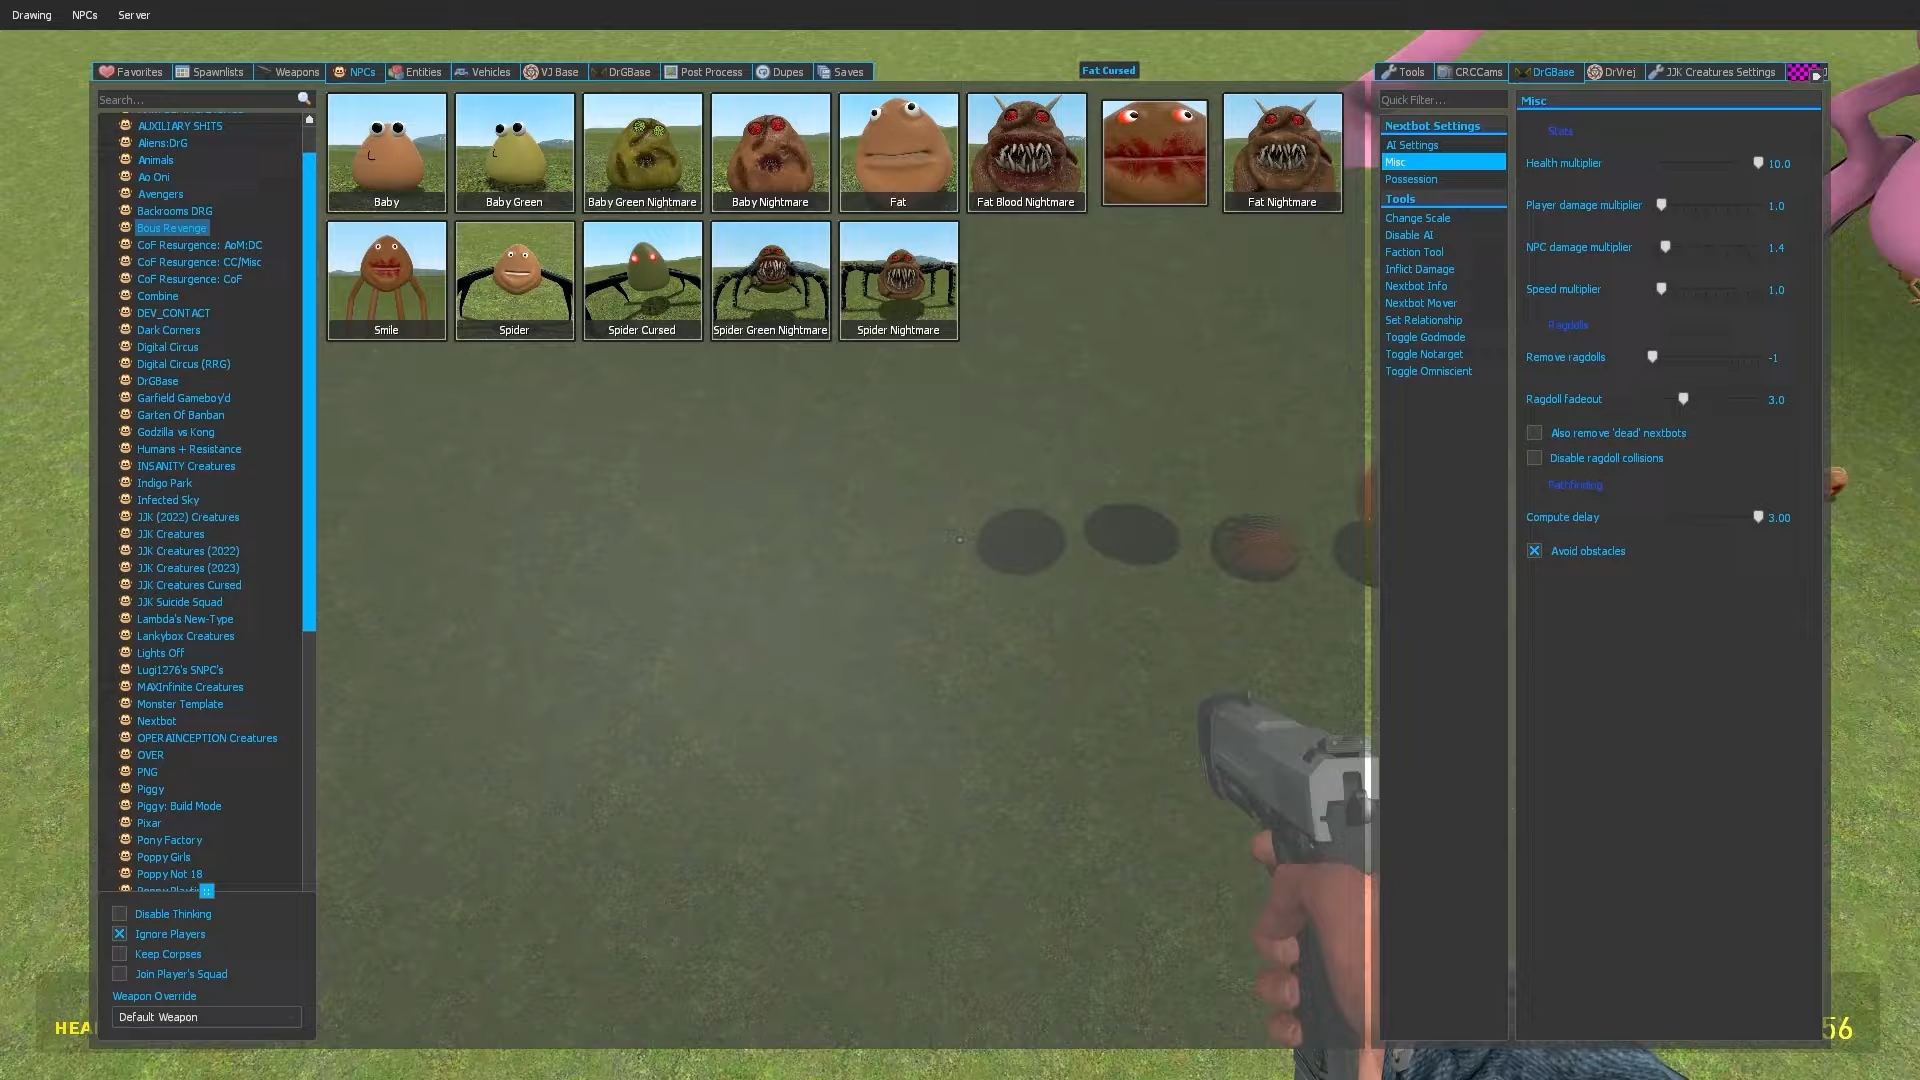 Drawing NPCs Server
Favorites Spawnlists Weapons NPCs Entities Vehicles VJ Base DrGBase Post Process Dupes Saves
Fat Cursed
Tools CRCCams DrGBase DrVrej JJK Creatures Settings
Search...
AUXILIARY SHITS
Aliens:DrG
Animals
Ao Oni
Avengers
Backrooms DRG
Bous Revenge
CoF Resurgence: AoM:DC
CoF Resurgence: CC/Misc
CoF Resurgence: CoF
Combine
DEV_CONTACT
Dark Corners
Digital Circus
Digital Circus (RRG)
DrGBase
Garfield Gameboy'd
Garten Of Banban
Godzilla vs Kong
Humans + Resistance
INSANITY Creatures
Indigo Park
Infected Sky
JJK (2022) Creatures
JJK Creatures
JJK Creatures (2022)
JJK Creatures (2023)
JJK Creatures Cursed
JJK Suicide Squad
Lambda's New-Type
Lankybox Creatures
Lights Off
Lugi1276's SNPC's
MAXInfinite Creatures
Monster Template
Nextbot
OPERAINCEPTION Creatures
OVER
PNG
Piggy
Piggy: Build Mode
Pixar
Pony Factory
Poppy Girls
Poppy Not 18
Disable Thinking
Ignore Players
Keep Corpses
Join Player's Squad
Weapon Override
Default Weapon
Baby
Baby Green
Baby Green Nightmare
Baby Nightmare
Fat
Fat Blood Nightmare
Fat Nightmare
Smile
Spider
Spider Cursed
Spider Green Nightmare
Spider Nightmare
Quick Filter...
Nextbot Settings
AI Settings
Misc
Possession
Tools
Change Scale
Disable AI
Faction Tool
Inflict Damage
Nextbot Info
Nextbot Mover
Set Relationship
Toggle Godmode
Toggle Notarget
Toggle Omniscient
Misc
Stats
Health multiplier 10.0
Player damage multiplier 1.0
NPC damage multiplier 1.4
Speed multiplier 1.0
Ragdolls
Remove ragdolls -1
Ragdoll fadeout 3.0
Also remove 'dead' nextbots
Disable ragdoll collisions
Pathfinding
Compute delay 3.00
Avoid obstacles
HEA
56